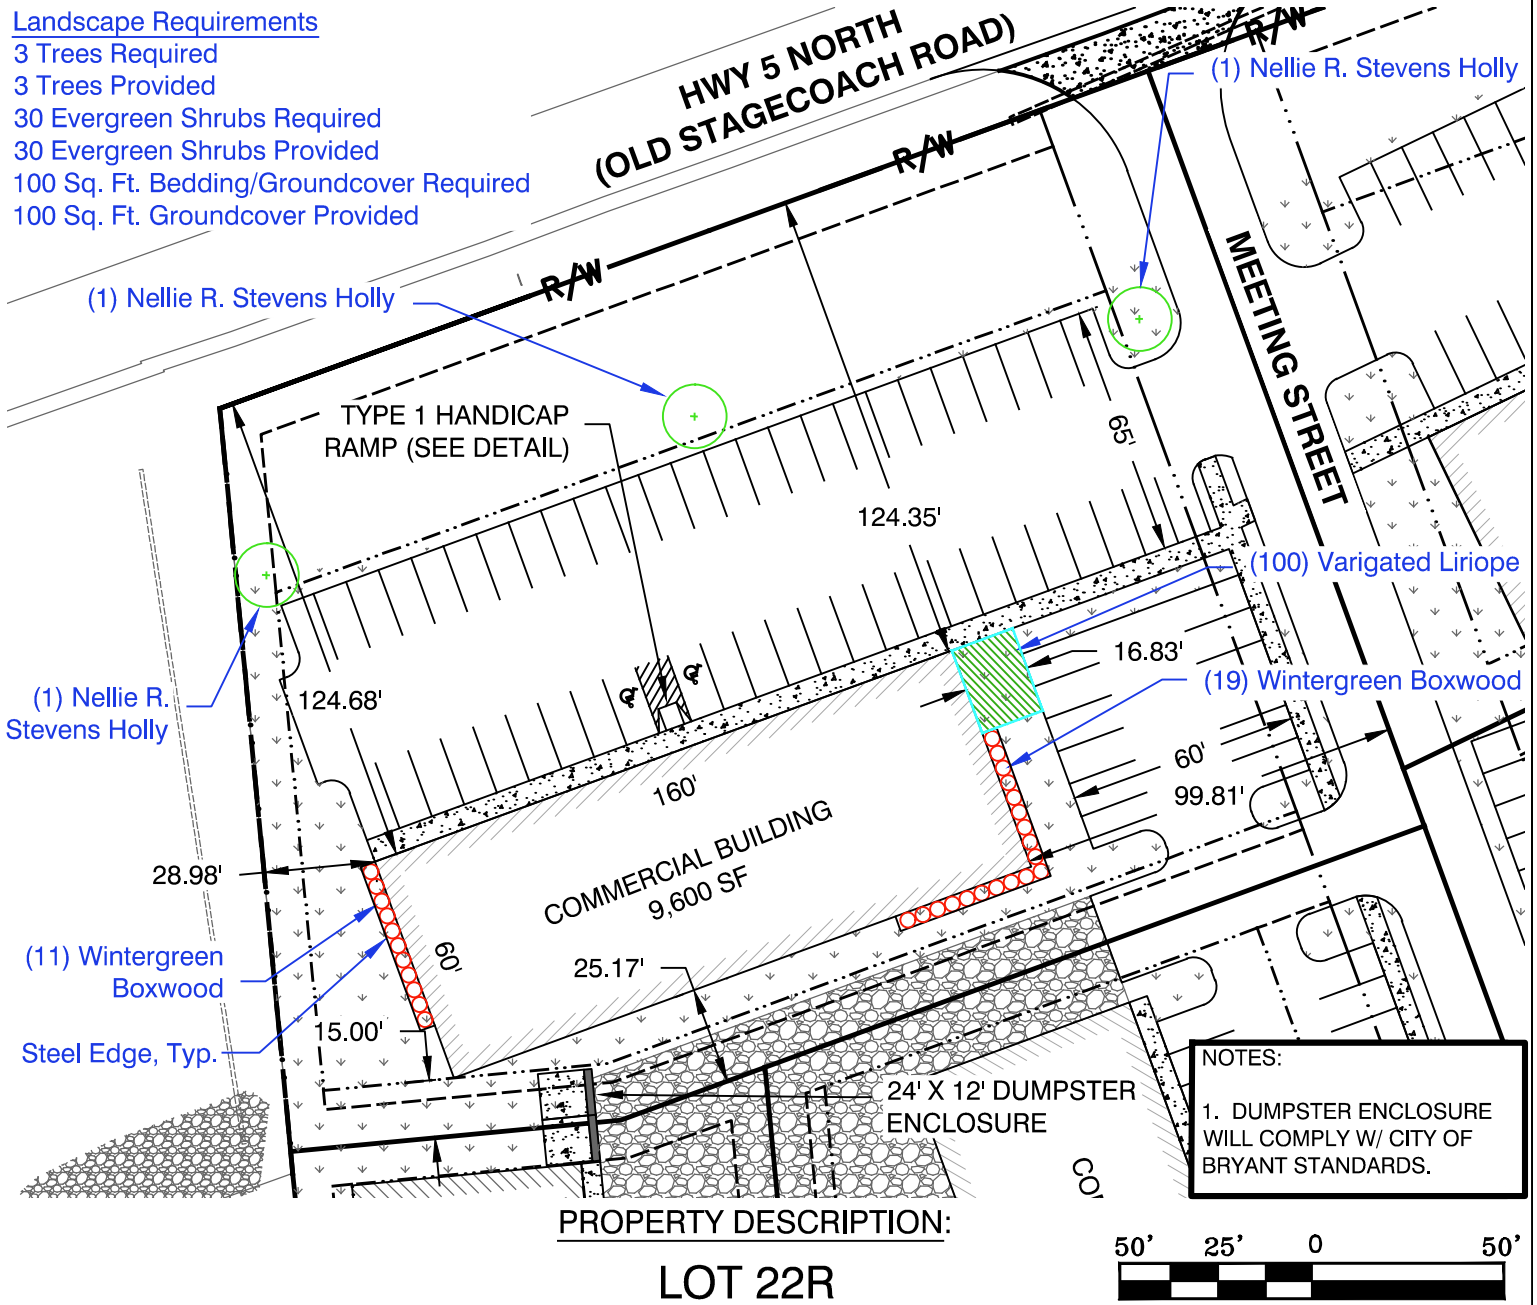 Landscape Requirements
3 Trees Required
3 Trees Provided
30 Evergreen Shrubs Required
30 Evergreen Shrubs Provided
100 Sq. Ft. Bedding/Groundcover Required
100 Sq. Ft. Groundcover Provided
HWY 5 NORTH
(OLD STAGECOACH ROAD)
R/W
R/W
R/W
(1) Nellie R. Stevens Holly
(1) Nellie R. Stevens Holly
MEETING STREET
TYPE 1 HANDICAP
RAMP (SEE DETAIL)
65'
124.35'
(100) Varigated Liriope
16.83'
(19) Wintergreen Boxwood
(1) Nellie R.
Stevens Holly
124.68'
160'
60'
99.81'
COMMERCIAL BUILDING
9,600 SF
28.98'
60'
(11) Wintergreen
Boxwood
25.17'
15.00'
Steel Edge, Typ.
24' X 12' DUMPSTER
ENCLOSURE
CO
NOTES:
1. DUMPSTER ENCLOSURE
WILL COMPLY W/ CITY OF
BRYANT STANDARDS.
PROPERTY DESCRIPTION:
LOT 22R
50' 25' 0 50'